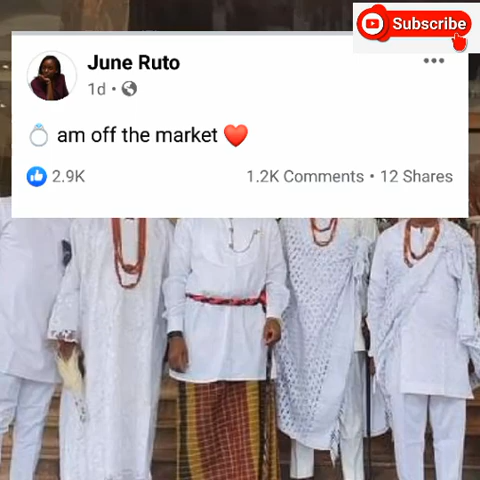 Subscribe
June Ruto
1d
💍 am off the market ❤️
2.9K
1.2K Comments • 12 Shares